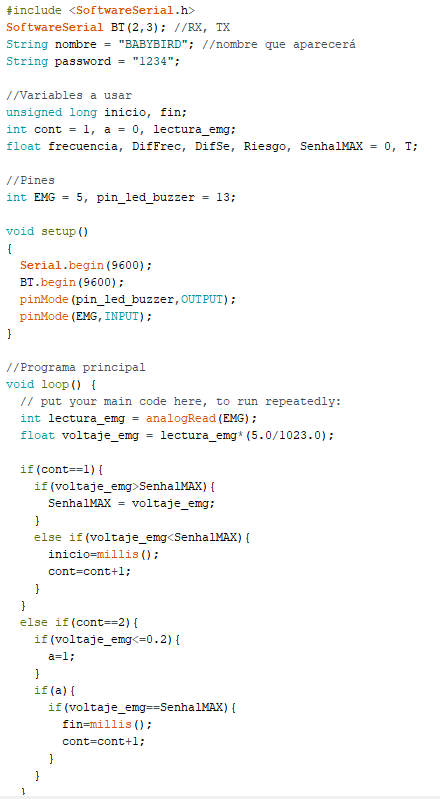 #include <SoftwareSerial.h>
SoftwareSerial BT(2,3); //RX, TX
String nombre = "BABYBIRD"; //nombre que aparecerá
String password = "1234";

//Variables a usar
unsigned long inicio, fin;
int cont = 1, a = 0, lectura_emg;
float frecuencia, DifFrec, DifSe, Riesgo, SenhalMAX = 0, T;

//Pines
int EMG = 5, pin_led_buzzer = 13;

void setup()
{
  Serial.begin(9600);
  BT.begin(9600);
  pinMode(pin_led_buzzer,OUTPUT);
  pinMode(EMG,INPUT);
}

//Programa principal
void loop() {
  // put your main code here, to run repeatedly:
  int lectura_emg = analogRead(EMG);
  float voltaje_emg = lectura_emg*(5.0/1023.0);

  if(cont==1){
    if(voltaje_emg>SenhalMAX){
      SenhalMAX = voltaje_emg;
    }
    else if(voltaje_emg<SenhalMAX){
      inicio=millis();
      cont=cont+1;
    }
  }
  else if(cont==2){
    if(voltaje_emg<=0.2){
      a=1;
    }
    if(a){
      if(voltaje_emg==SenhalMAX){
        fin=millis();
        cont=cont+1;
      }
    }
  }